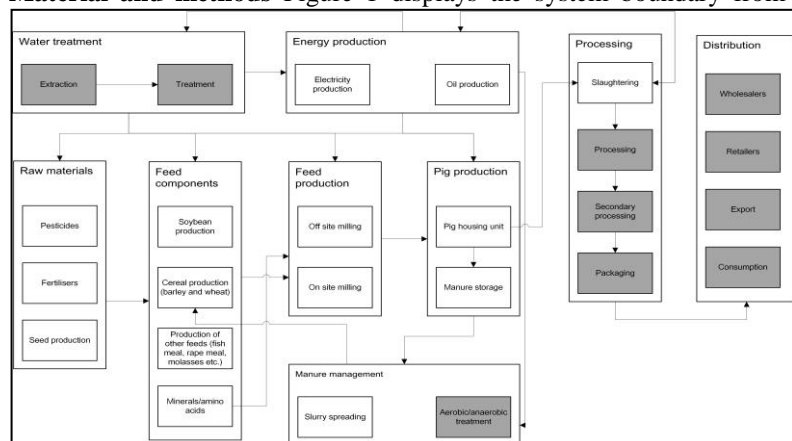 Material and methods Figure 1 displays the system boundary from
Water treatment
Extraction
Treatment
Energy production
Electricity
production
Oil production
Processing
Slaughtering
Processing
Secondary
processing
Packaging
Distribution
Wholesalers
Retailers
Export
Consumption
Raw materials
Pesticides
Fertilisers
Seed production
Feed
components
Soybean
production
Cereal production
(barley and wheat)
Production of
other feeds (fish
meal, rape meal,
molasses etc.)
Minerals/amino
acids
Feed
production
Off site milling
On site milling
Pig production
Pig housing unit
Manure storage
Manure management
Slurry spreading
Aerobic/anaerobic
treatment